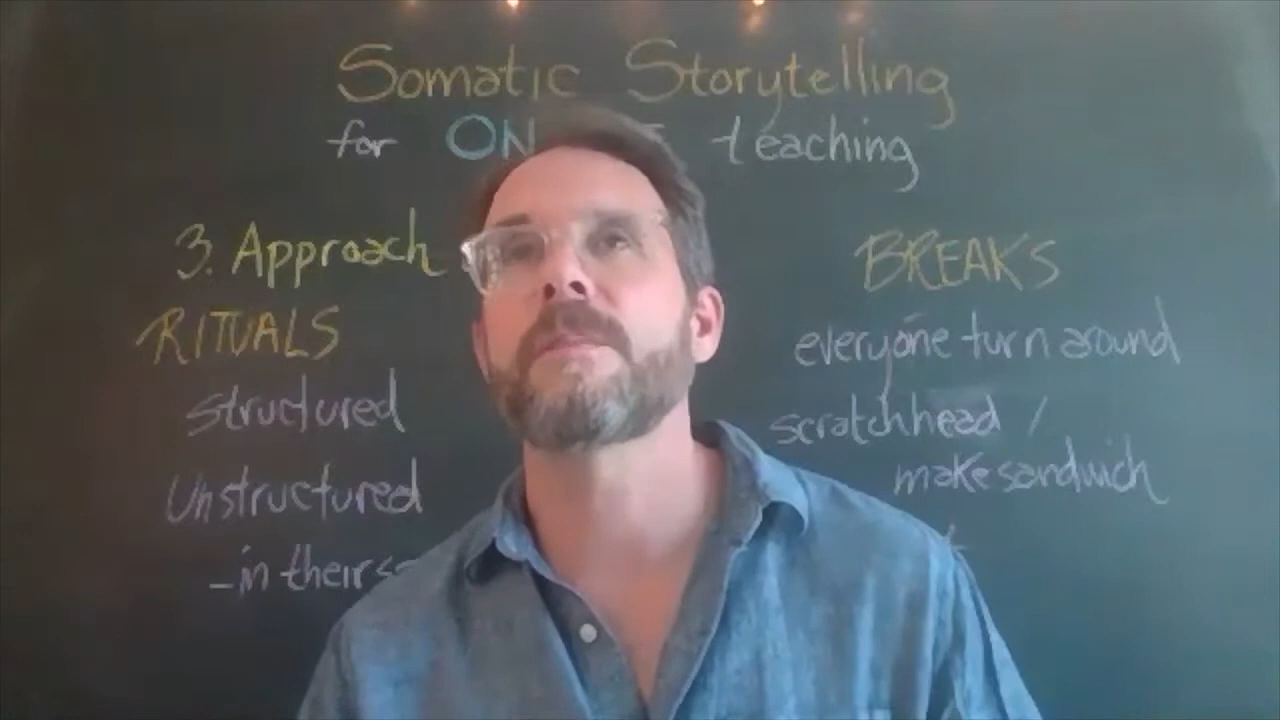 Somatic Storytelling
for teaching
3. Approach
RITUALS
structured
Unstructured
- in their
BREAKS
everyone turn around
scratch head /
make sandwich